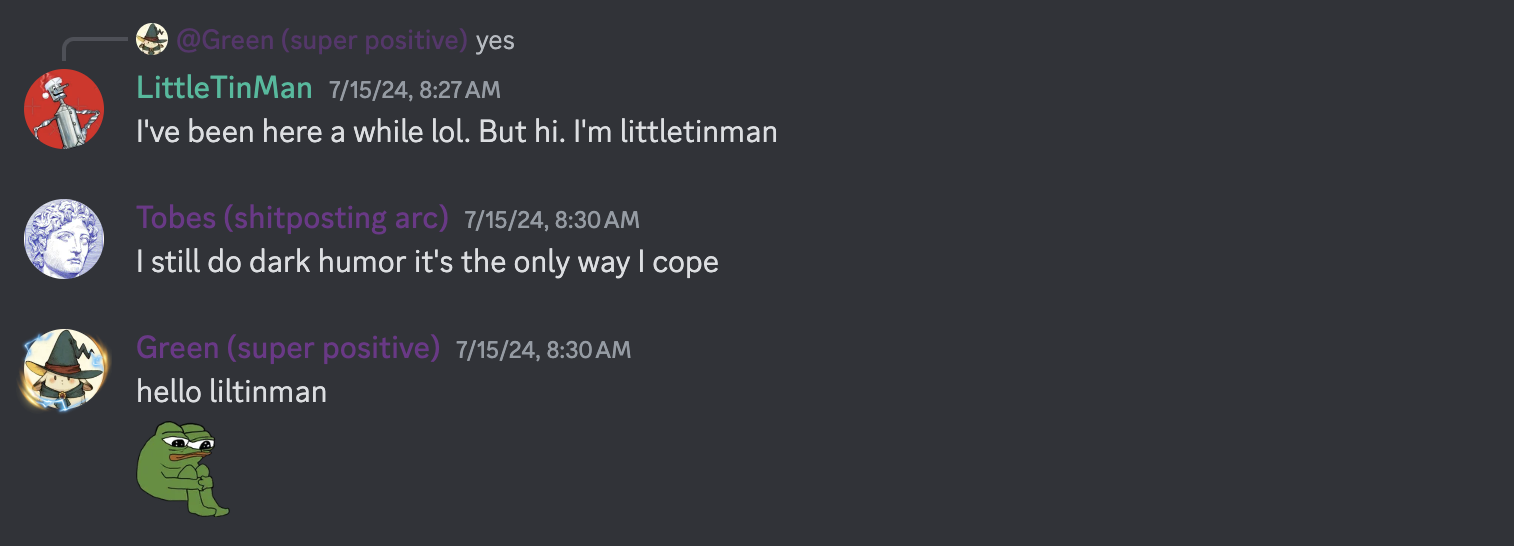 @Green (super positive) yes
LittleTinMan 7/15/24, 8:27 AM
I've been here a while lol. But hi. I'm littletinman
Tobes (shitposting arc) 7/15/24, 8:30 AM
I still do dark humor it's the only way I cope
Green (super positive) 7/15/24, 8:30 AM
hello liltinman